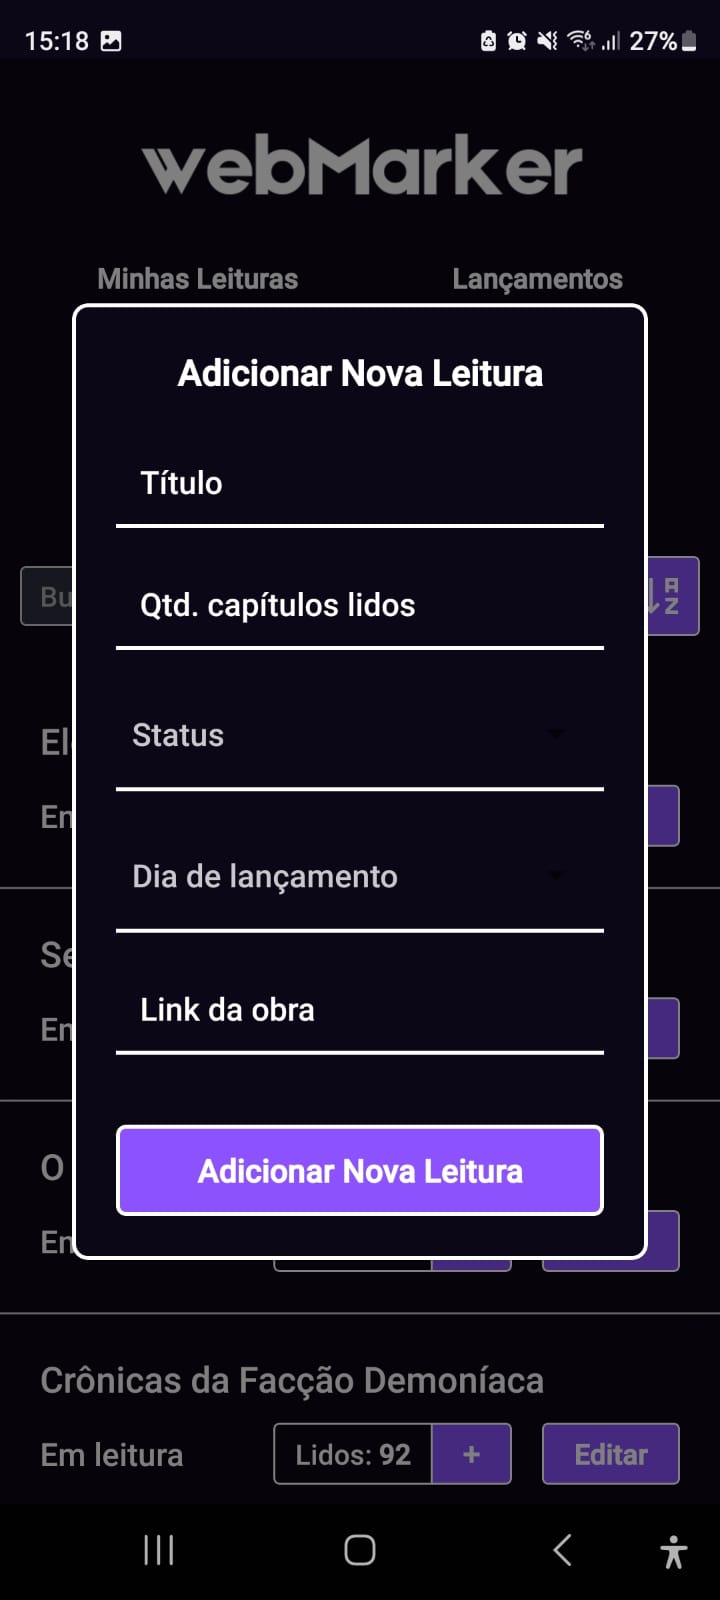 15:18
27%
webMarker
Minhas Leituras
Lançamentos
Adicionar Nova Leitura
Título
Bu
A
Z
Qtd. capítulos lidos
Status
Ele
En
Dia de lançamento
Se
En
Link da obra
Adicionar Nova Leitura
O
En
Crônicas da Facção Demoníaca
Em leitura
Lidos: 92
+
Editar